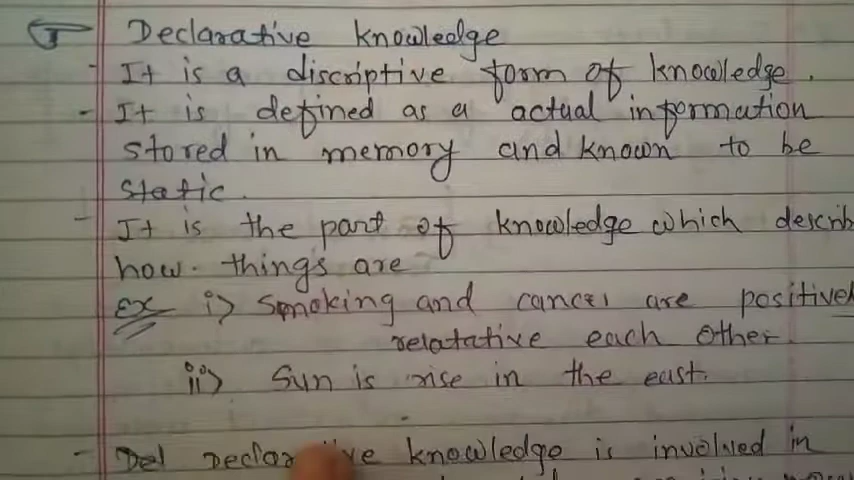 Declarative knowledge
- It is a discriptive form of knowledge.
- It is defined as a actual information
stored in memory and known to be
static.
- It is the part of knowledge which describ
how. things are
Ex i> Smoking and cancer are positivel
relatative each other.
ii> Sun is rise in the east.
- Del Declarative knowledge is involved in